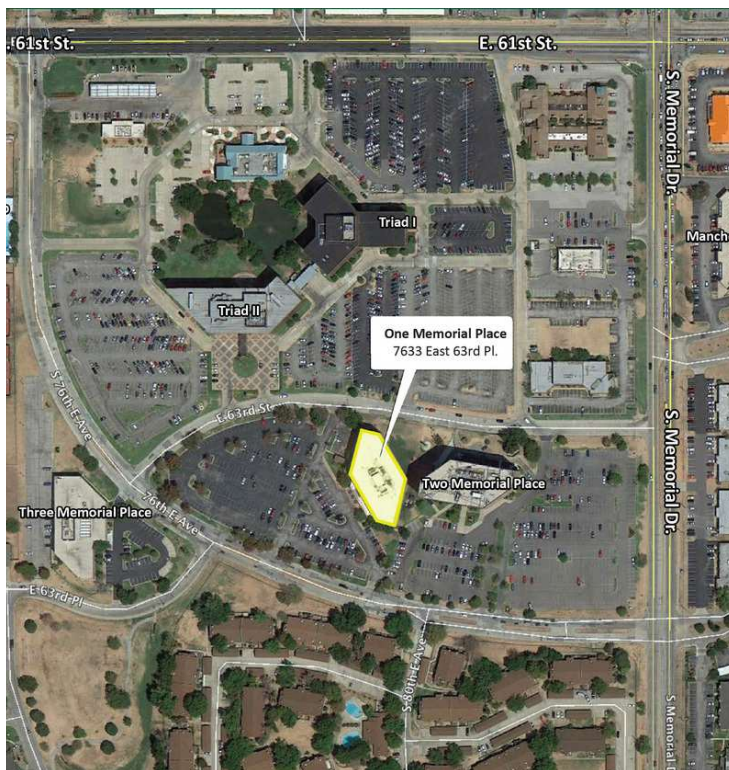 . 61st St.
E. 61st St.
S. Memorial Dr.
Triad I
Manch
Triad II
One Memorial Place
7633 East 63rd Pl.
S 76th E Ave
E 63rd St
S. Memorial Dr.
Two Memorial Place
Three Memorial Place
76th E Ave
E 63rd Pl
S 80th E Ave
S Memorial D